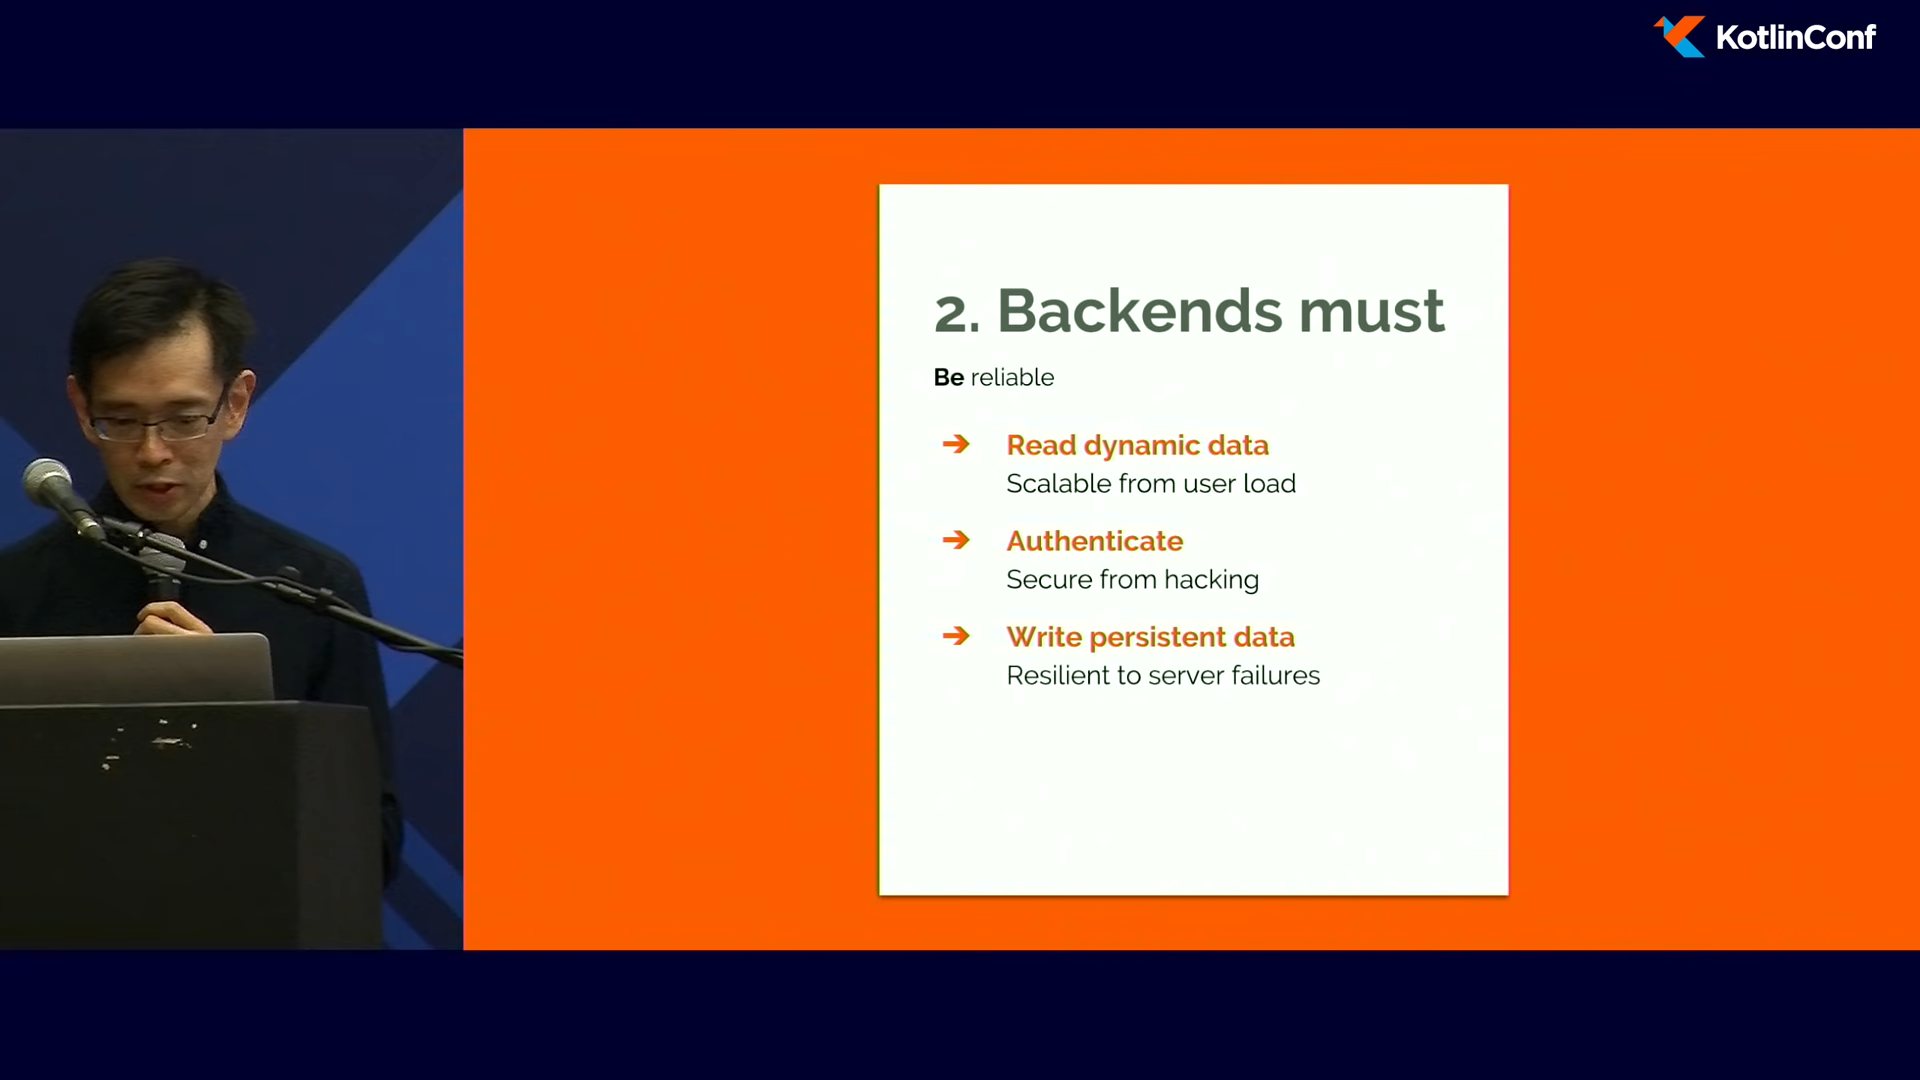 KotlinConf
2. Backends must
Be reliable
➔ Read dynamic data
Scalable from user load
➔ Authenticate
Secure from hacking
➔ Write persistent data
Resilient to server failures